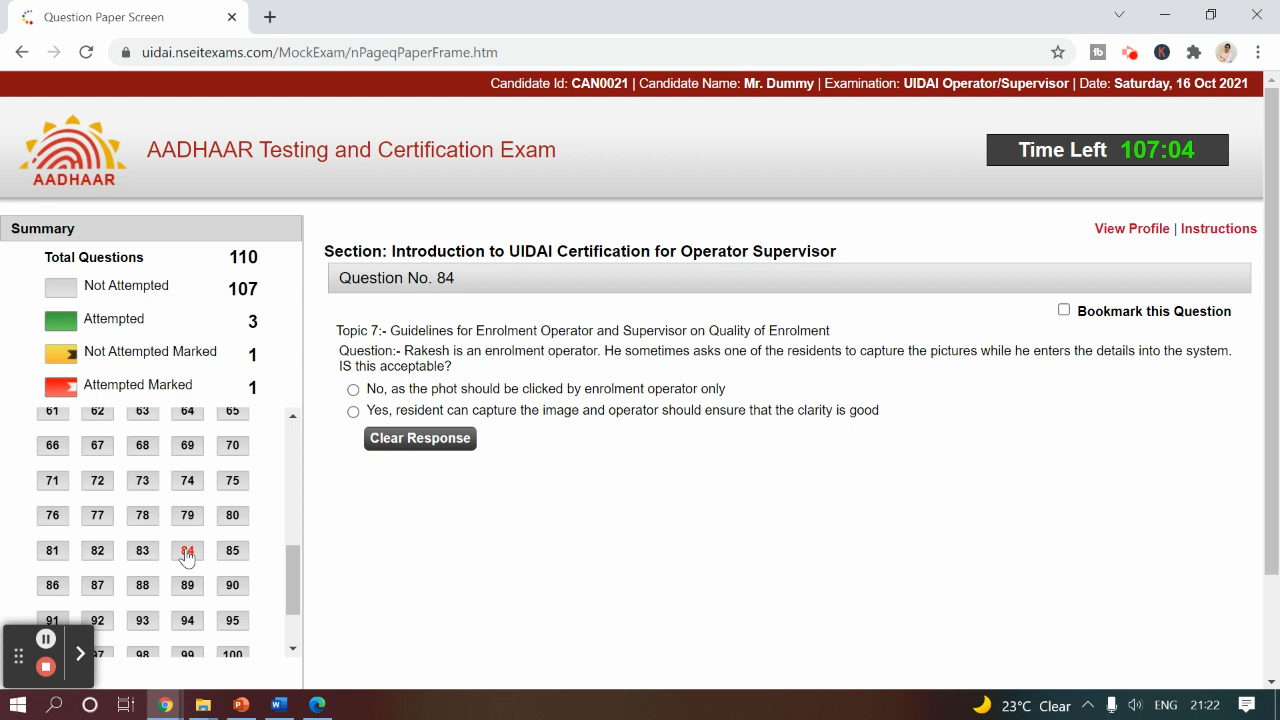 Question Paper Screen
uidai.nseitexams.com/MockExam/nPageqPaperFrame.htm
Candidate Id: CAN0021 | Candidate Name: Mr. Dummy | Examination: UIDAI Operator/Supervisor | Date: Saturday, 16 Oct 2021
AADHAAR
AADHAAR Testing and Certification Exam
Time Left 107:04
View Profile | Instructions
Summary
Total Questions 110
Not Attempted 107
Attempted 3
Not Attempted Marked 1
Attempted Marked 1
61 62 63 64 65
66 67 68 69 70
71 72 73 74 75
76 77 78 79 80
81 82 83 84 85
86 87 88 89 90
91 92 93 94 95
97 98 99 100
Section: Introduction to UIDAI Certification for Operator Supervisor
Question No. 84
Bookmark this Question
Topic 7:- Guidelines for Enrolment Operator and Supervisor on Quality of Enrolment
Question:- Rakesh is an enrolment operator. He sometimes asks one of the residents to capture the pictures while he enters the details into the system.
IS this acceptable?
No, as the phot should be clicked by enrolment operator only
Yes, resident can capture the image and operator should ensure that the clarity is good
Clear Response
23°C Clear ENG 21:22